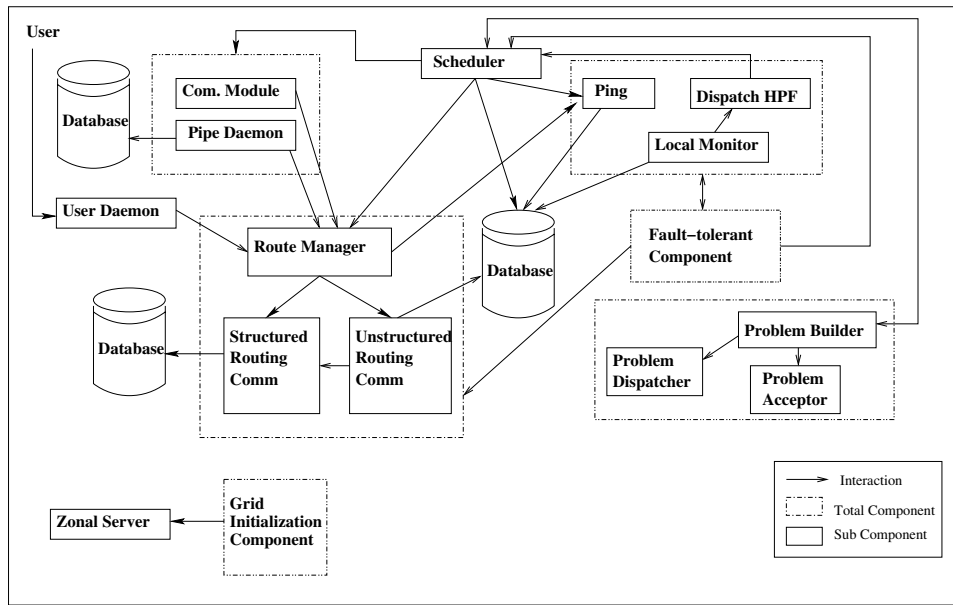 User
Scheduler
Com. Module
Ping
Dispatch HPF
Database
Pipe Daemon
Local Monitor
User Daemon
Route Manager
Fault-tolerant
Component
Database
Database
Structured
Routing
Comm
Unstructured
Routing
Comm
Problem Builder
Problem
Dispatcher
Problem
Acceptor
Zonal Server
Grid
Initialization
Component
Interaction
Total Component
Sub Component